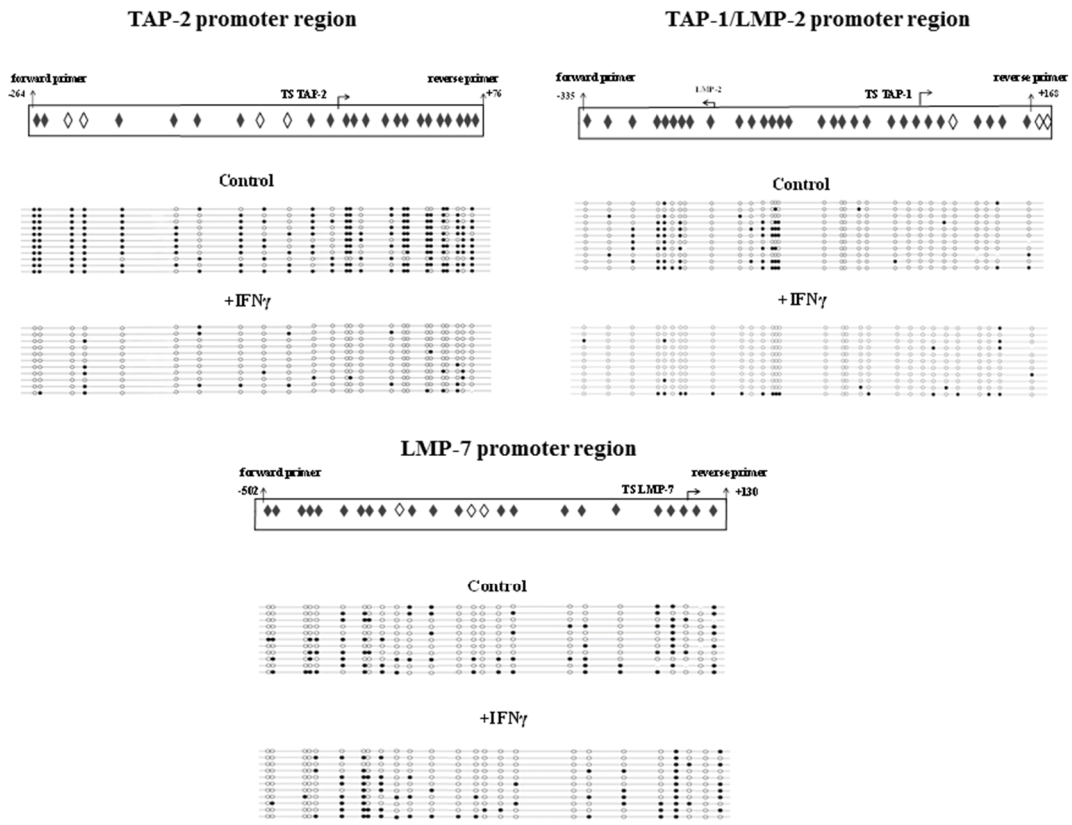 TAP-2 promoter region
forward primer
reverse primer
-264
TS TAP-2
+76
Control
+IFNγ
TAP-1/LMP-2 promoter region
forward primer
reverse primer
-335
LMP-2
TS TAP-1
+168
Control
+IFNγ
LMP-7 promoter region
forward primer
reverse primer
-502
TS LMP-7
+130
Control
+IFNγ